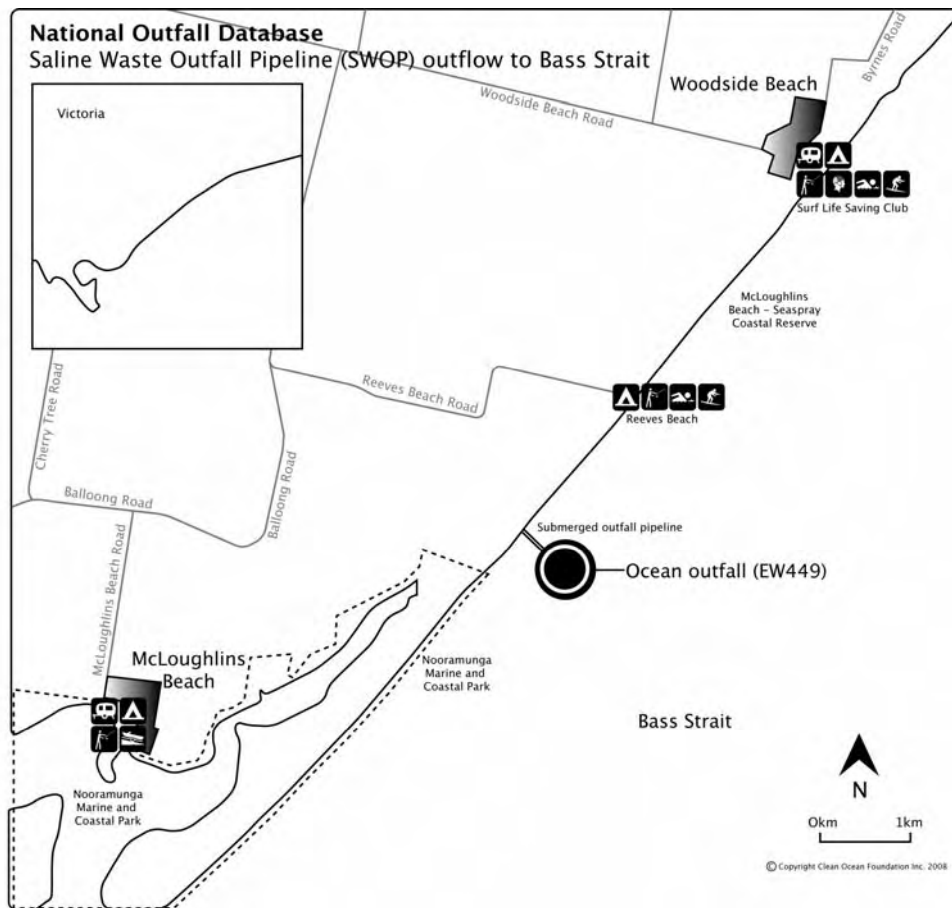 National Outfall Database
Saline Waste Outfall Pipeline (SWOP) outflow to Bass Strait
Victoria
Byrnes Road
Woodside Beach
Woodside Beach Road
Surf Life Saving Club
McLoughlins
Beach - Seaspray
Coastal Reserve
Cherry Tree Road
Reeves Beach Road
Reeves Beach
Balloong Road
Balloong Road
Submerged outfall pipeline
Ocean outfall (EW449)
McLoughlins Beach Road
McLoughlins
Beach
Nooramunga
Marine and
Coastal Park
Bass Strait
Nooramunga
Marine and
Coastal Park
N
0km 1km
© Copyright Clean Ocean Foundation Inc. 2008